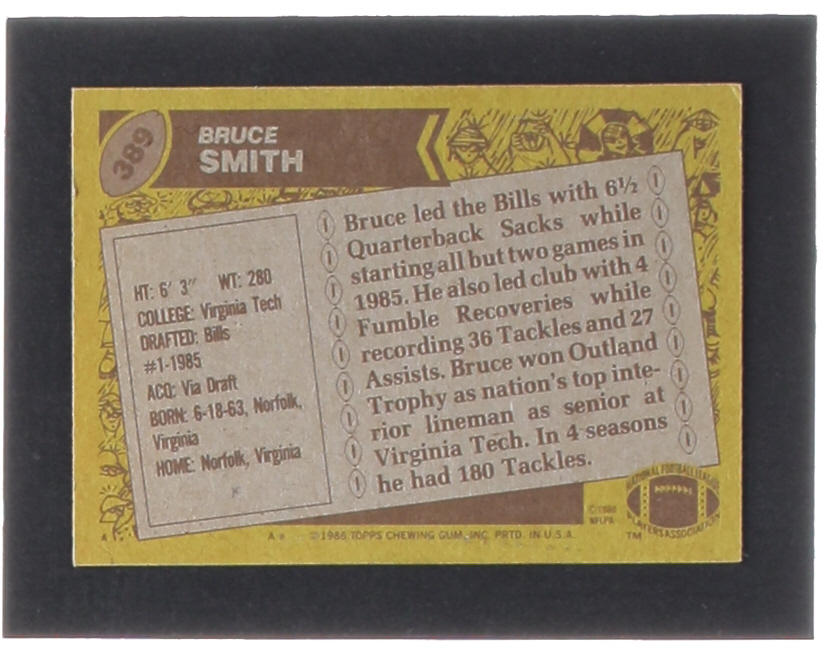 389
BRUCE
SMITH
HT: 6' 3" WT: 280
COLLEGE: Virginia Tech
DRAFTED: Bills
#1-1985
ACQ: Via Draft
BORN: 6-18-63, Norfolk,
Virginia
HOME: Norfolk, Virginia
Bruce led the Bills with 6½
Quarterback Sacks while
starting all but two games in
1985. He also led club with 4
Fumble Recoveries while
recording 36 Tackles and 27
Assists. Bruce won Outland
Trophy as nation's top inte-
rior lineman as senior at
Virginia Tech. In 4 seasons
he had 180 Tackles.
©1986
NFLPA
NATIONAL FOOTBALL LEAGUE
PLAYERS ASSOCIATION
TM
A * ©1986 TOPPS CHEWING GUM, INC. PRTD. IN U.S.A.